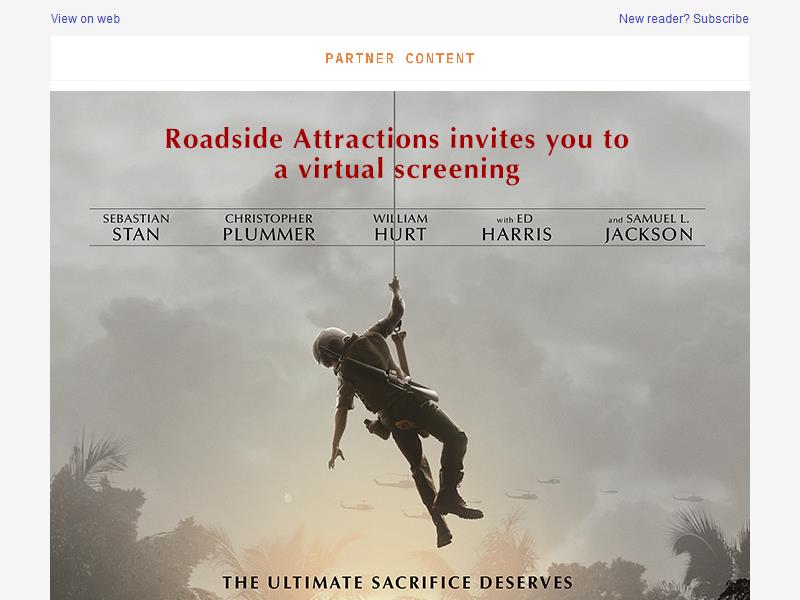 View on web
New reader? Subscribe
PARTNER CONTENT
Roadside Attractions invites you to
a virtual screening
SEBASTIAN STAN
CHRISTOPHER PLUMMER
WILLIAM HURT
with ED HARRIS
and SAMUEL L. JACKSON
THE ULTIMATE SACRIFICE DESERVES